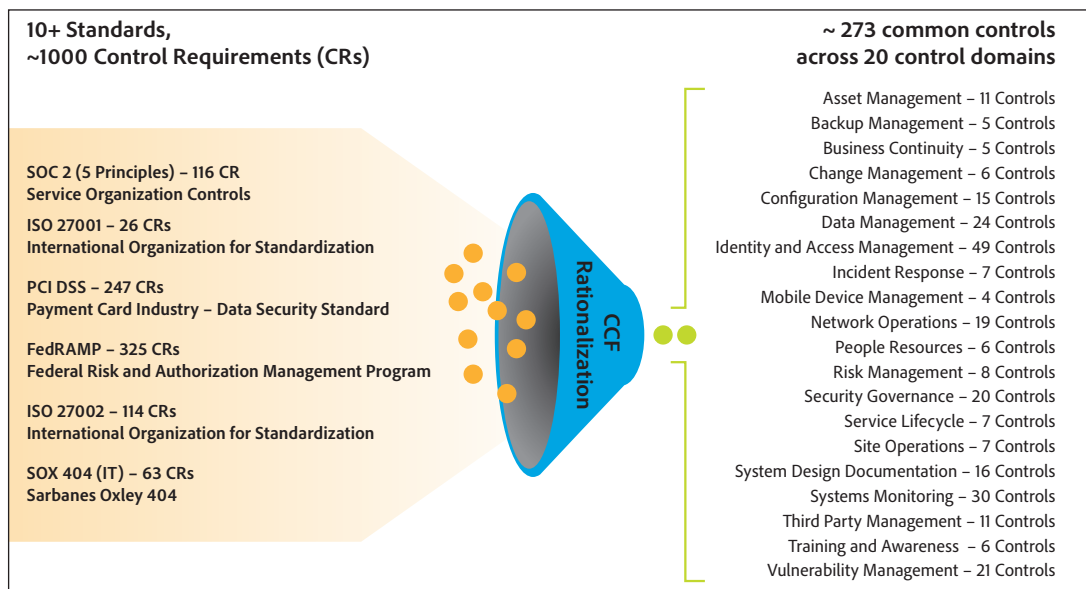 10+ Standards,
~1000 Control Requirements (CRs)
SOC 2 (5 Principles) – 116 CR
Service Organization Controls
ISO 27001 – 26 CRs
International Organization for Standardization
PCI DSS – 247 CRs
Payment Card Industry – Data Security Standard
FedRAMP – 325 CRs
Federal Risk and Authorization Management Program
ISO 27002 – 114 CRs
International Organization for Standardization
SOX 404 (IT) – 63 CRs
Sarbanes Oxley 404
CCF
Rationalization
~ 273 common controls
across 20 control domains
Asset Management – 11 Controls
Backup Management – 5 Controls
Business Continuity – 5 Controls
Change Management – 6 Controls
Configuration Management – 15 Controls
Data Management – 24 Controls
Identity and Access Management – 49 Controls
Incident Response – 7 Controls
Mobile Device Management – 4 Controls
Network Operations – 19 Controls
People Resources – 6 Controls
Risk Management – 8 Controls
Security Governance – 20 Controls
Service Lifecycle – 7 Controls
Site Operations – 7 Controls
System Design Documentation – 16 Controls
Systems Monitoring – 30 Controls
Third Party Management – 11 Controls
Training and Awareness – 6 Controls
Vulnerability Management – 21 Controls